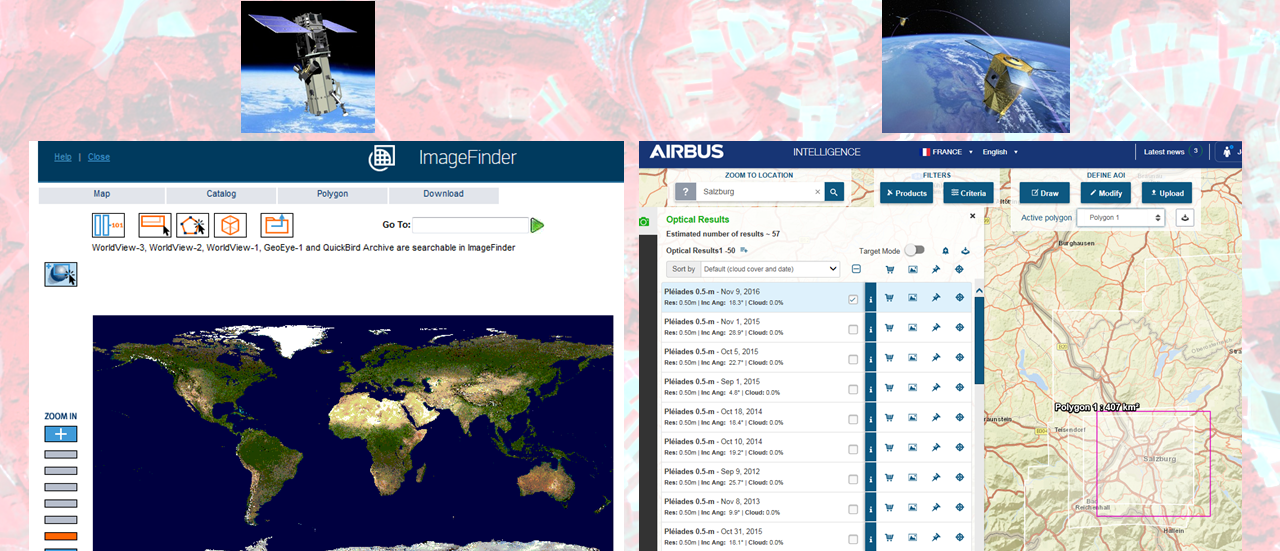 Help | Close
ImageFinder
Map
Catalog
Polygon
Download
Go To:
WorldView-3, WorldView-2, WorldView-1, GeoEye-1 and QuickBird Archive are searchable in ImageFinder
ZOOM IN
AIRBUS
INTELLIGENCE
FRANCE
English
Latest news 3
ZOOM TO LOCATION
FILTERS
DEFINE AOI
? Salzburg ×
Products
Criteria
Draw
Modify
Upload
Active polygon Polygon 1
Optical Results
Estimated number of results ~ 57
Optical Results1 -50
Target Mode
Sort by Default (cloud cover and date)
Pléiades 0.5-m - Nov 9, 2016
Res: 0.50m | Inc Ang: 18.3° | Cloud: 0.0%
Pléiades 0.5-m - Nov 1, 2015
Res: 0.50m | Inc Ang: 28.9° | Cloud: 0.0%
Pléiades 0.5-m - Oct 5, 2015
Res: 0.50m | Inc Ang: 22.7° | Cloud: 0.0%
Pléiades 0.5-m - Sep 1, 2015
Res: 0.50m | Inc Ang: 4.8° | Cloud: 0.0%
Pléiades 0.5-m - Oct 18, 2014
Res: 0.50m | Inc Ang: 18.4° | Cloud: 0.0%
Pléiades 0.5-m - Oct 10, 2014
Res: 0.50m | Inc Ang: 19.2° | Cloud: 0.0%
Pléiades 0.5-m - Sep 9, 2012
Res: 0.50m | Inc Ang: 25.7° | Cloud: 0.0%
Pléiades 0.5-m - Nov 8, 2013
Res: 0.50m | Inc Ang: 9.9° | Cloud: 0.0%
Pléiades 0.5-m - Oct 31, 2015
Res: 0.50m | Inc Ang: 18.1° | Cloud: 0.0%
Burghausen
Polygon 1 : 407 km²
Teisendorf
Salzburg
Bad
Reichenhall
Hallein